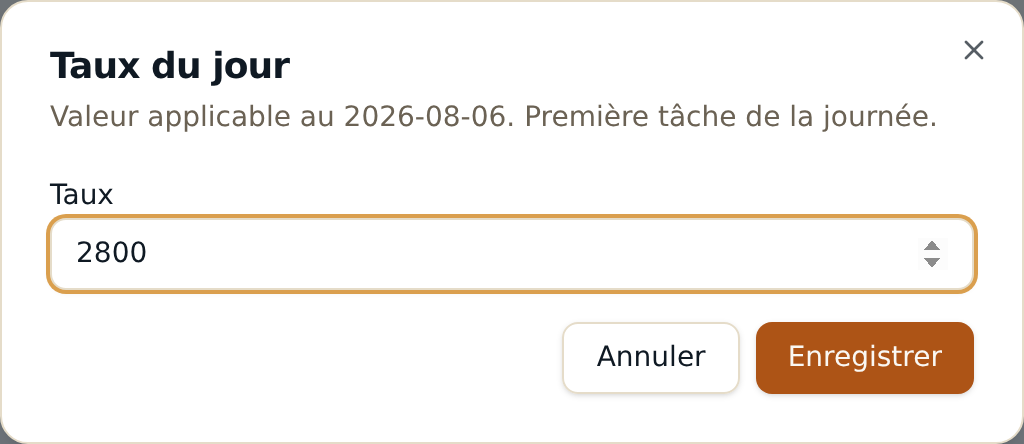 Taux du jour
Valeur applicable au 2026-08-06. Première tâche de la journée.
Taux
2800
Annuler
Enregistrer